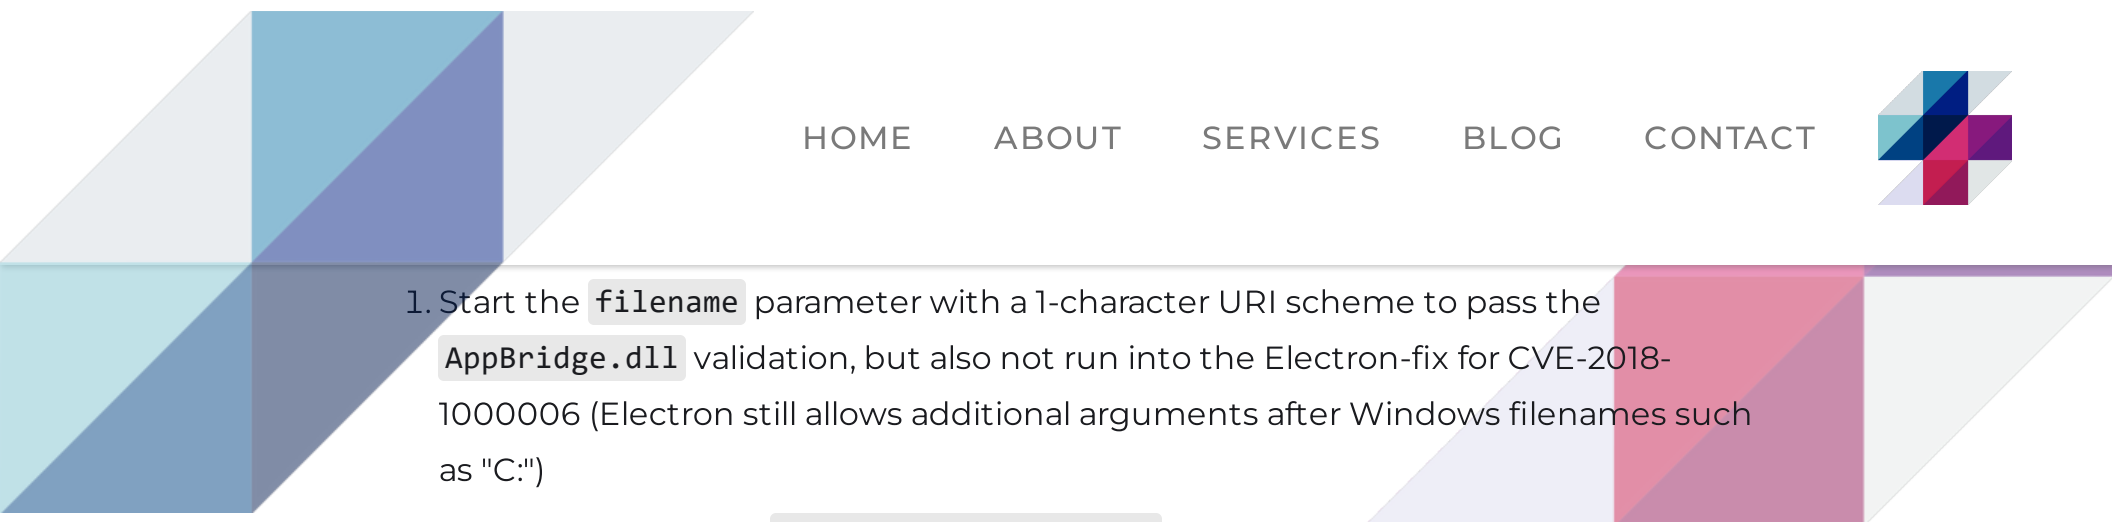 HOME ABOUT SERVICES BLOG CONTACT
1. Start the filename parameter with a 1-character URI scheme to pass the
AppBridge.dll validation, but also not run into the Electron-fix for CVE-2018-
1000006 (Electron still allows additional arguments after Windows filenames such
as "C:")